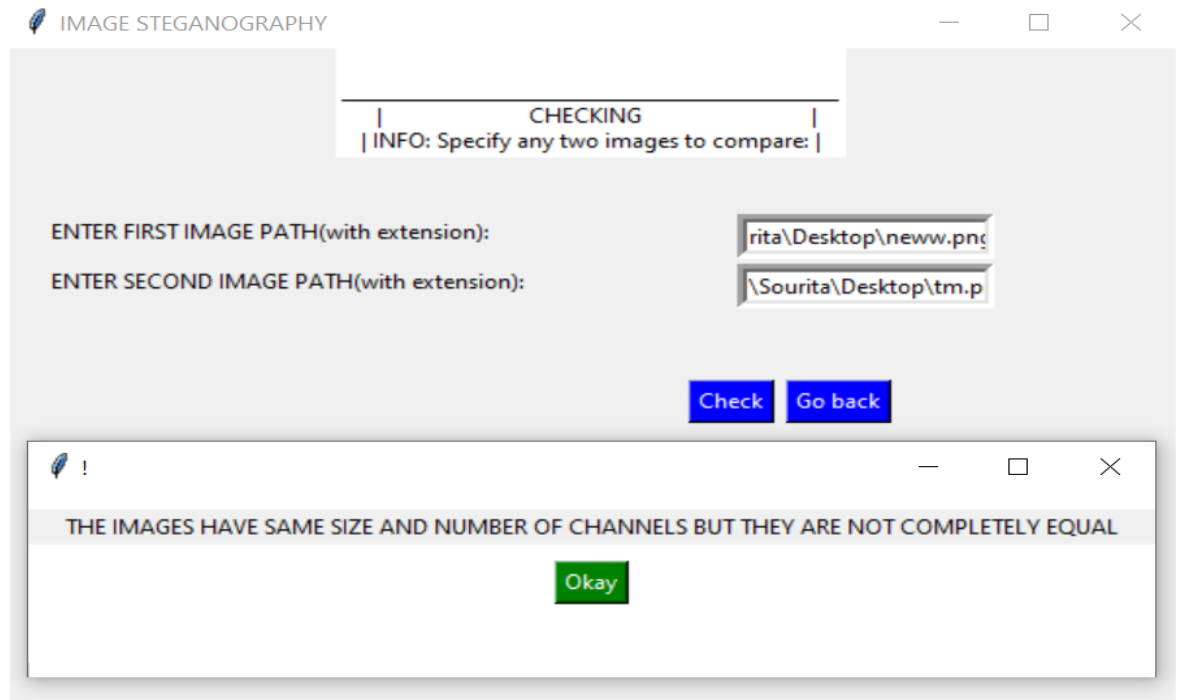 IMAGE STEGANOGRAPHY
| CHECKING |
| INFO: Specify any two images to compare: |
ENTER FIRST IMAGE PATH(with extension): rita\Desktop\neww.png
ENTER SECOND IMAGE PATH(with extension): \Sourita\Desktop\tm.p
Check Go back
!
THE IMAGES HAVE SAME SIZE AND NUMBER OF CHANNELS BUT THEY ARE NOT COMPLETELY EQUAL
Okay